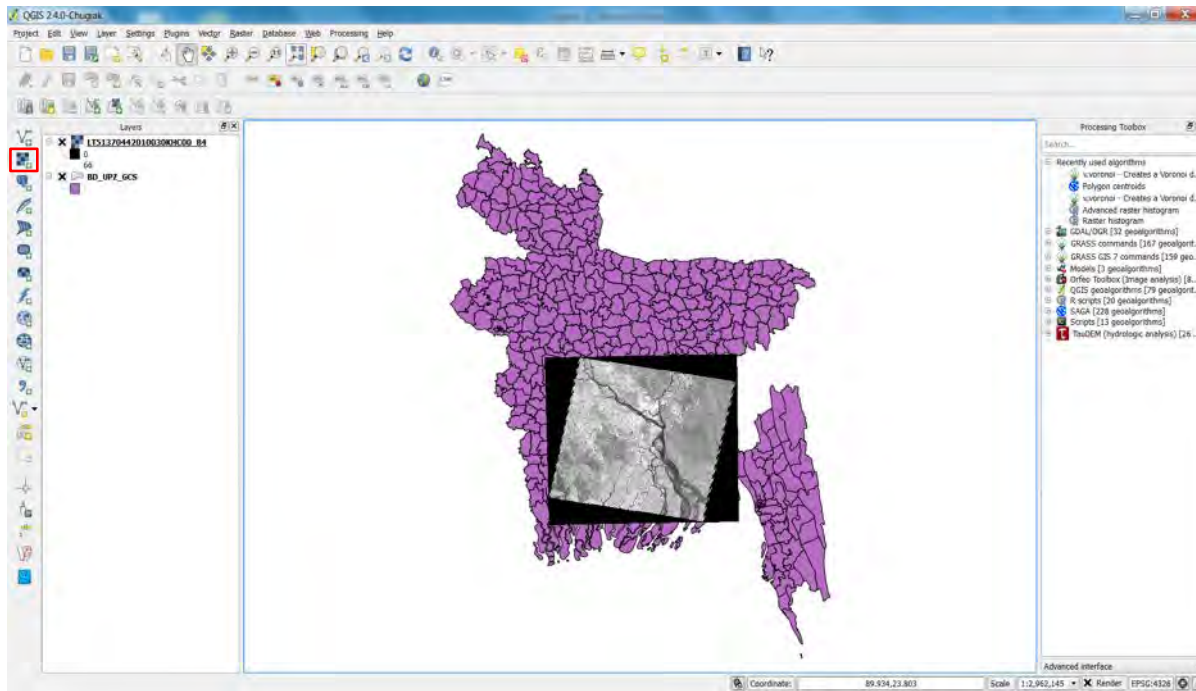 QGIS 2.4.0-Chugiak
Project Edit View Layer Settings Plugins Vector Raster Database Web Processing Help
Layers
LT51370442010030KHC00_B4
0
66
BD_UPZ_GCS
Processing Toolbox
Search...
Recently used algorithms
v.voronoi - Creates a Voronoi d.
Polygon centroids
v.voronoi - Creates a Voronoi d.
Advanced raster histogram
Raster histogram
GDAL/OGR [32 geoalgorithms]
GRASS commands [167 geoalgorit.
GRASS GIS 7 commands [159 geo.
Models [3 geoalgorithms]
Orfeo Toolbox (Image analysis) [8..
QGIS geoalgorithms [79 geoalgorit.
R scripts [20 geoalgorithms]
SAGA [228 geoalgorithms]
Scripts [13 geoalgorithms]
TauDEM (hydrologic analysis) [26 ..
1
Advanced interface
Coordinate: 89.934,23.803 Scale 1:2,962,145 Render EPSG:4326